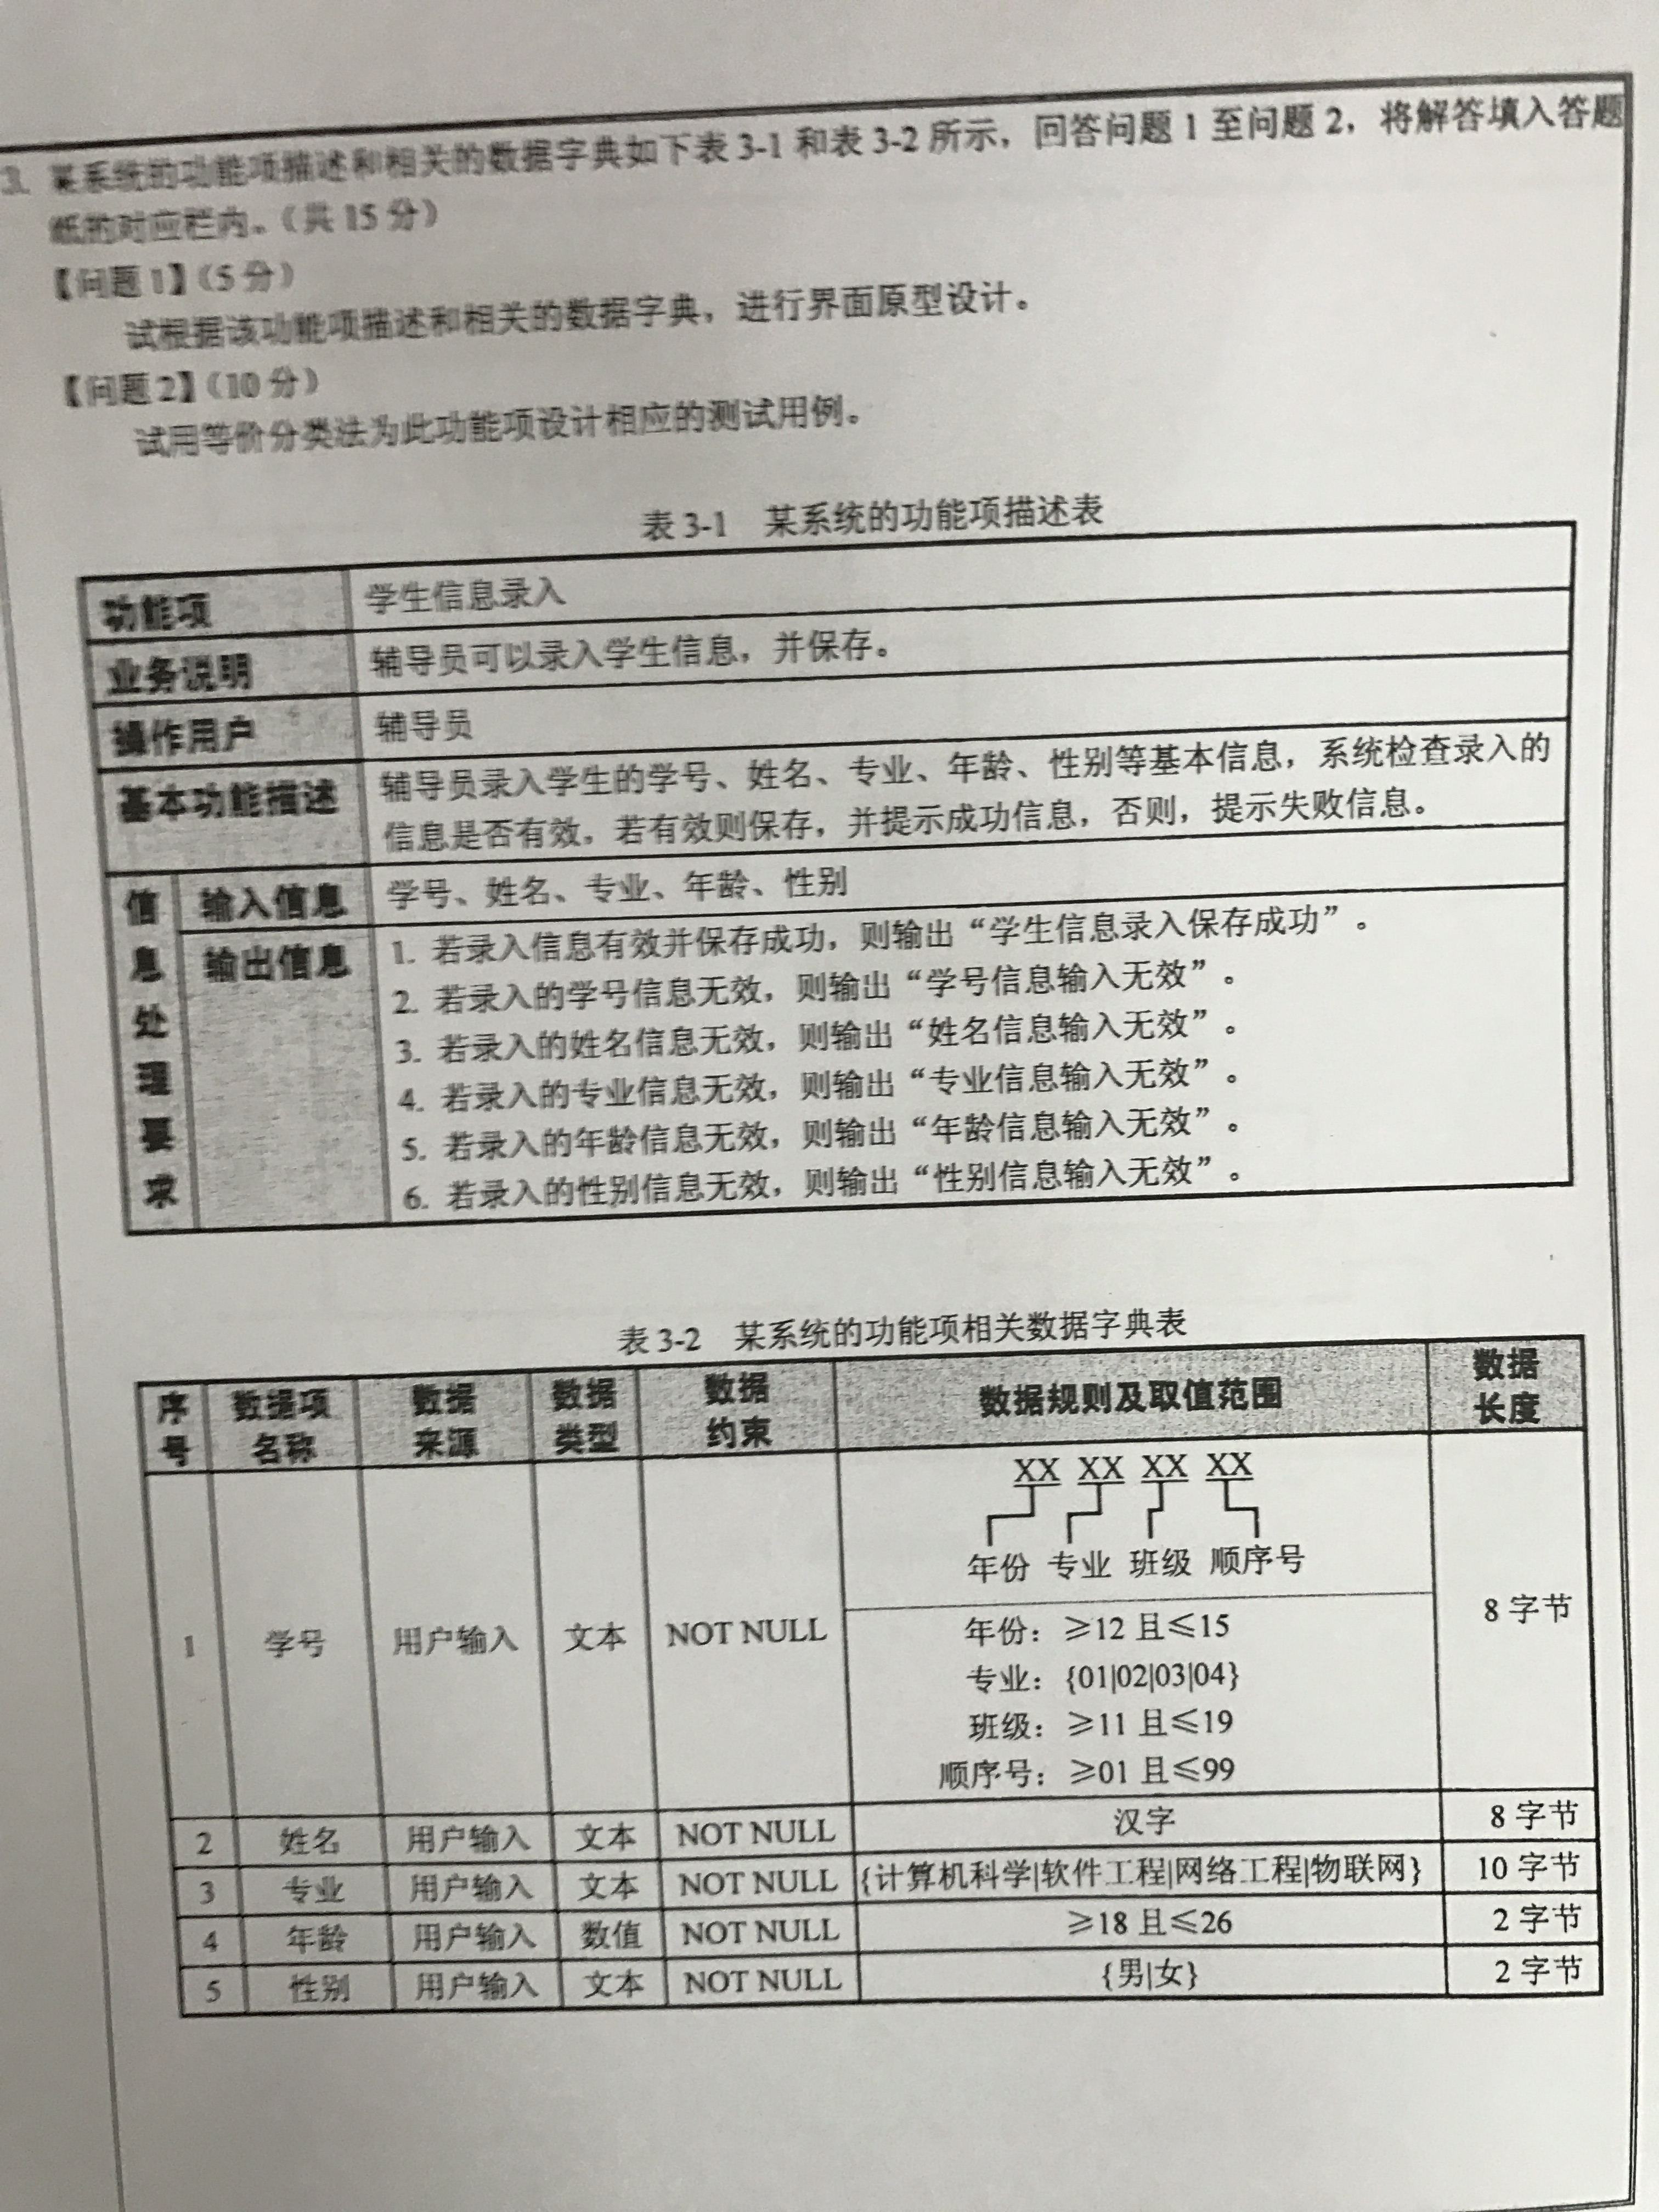 3. 某系统的功能项描述和相关的数据字典如下表 3-1 和表 3-2 所示，回答问题 1 至问题 2，将解答填入答题
纸的对应栏内。（共 15 分）
【问题 1】（5 分）
试根据该功能项描述和相关的数据字典，进行界面原型设计。
【问题 2】（10 分）
试用等价分类法为此功能项设计相应的测试用例。
表 3-1 某系统的功能项描述表
功能项 学生信息录入
业务说明 辅导员可以录入学生信息，并保存。
操作用户 辅导员
基本功能描述 辅导员录入学生的学号、姓名、专业、年龄、性别等基本信息，系统检查录入的
信息是否有效，若有效则保存，并提示成功信息，否则，提示失败信息。
信息处理要求
输入信息 学号、姓名、专业、年龄、性别
输出信息 1. 若录入信息有效并保存成功，则输出“学生信息录入保存成功”。
2. 若录入的学号信息无效，则输出“学号信息输入无效”。
3. 若录入的姓名信息无效，则输出“姓名信息输入无效”。
4. 若录入的专业信息无效，则输出“专业信息输入无效”。
5. 若录入的年龄信息无效，则输出“年龄信息输入无效”。
6. 若录入的性别信息无效，则输出“性别信息输入无效”。
表 3-2 某系统的功能项相关数据字典表
序号 数据项名称 数据来源 数据类型 数据约束 数据规则及取值范围 数据长度
XX XX XX XX
年份 专业 班级 顺序号
1 学号 用户输入 文本 NOT NULL 8 字节
年份：≥12 且≤15
专业：{01|02|03|04}
班级：≥11 且≤19
顺序号：≥01 且≤99
2 姓名 用户输入 文本 NOT NULL 汉字 8 字节
3 专业 用户输入 文本 NOT NULL {计算机科学|软件工程|网络工程|物联网} 10 字节
4 年龄 用户输入 数值 NOT NULL ≥18 且≤26 2 字节
5 性别 用户输入 文本 NOT NULL {男|女} 2 字节